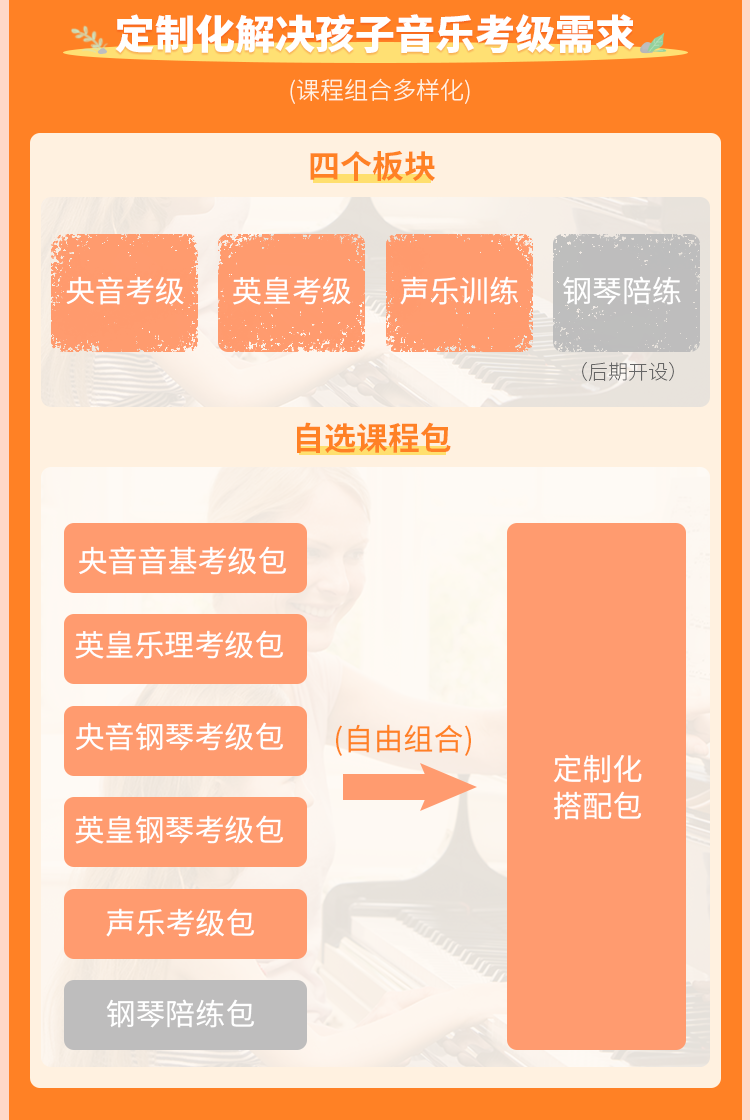 定制化解决孩子音乐考级需求
(课程组合多样化)
四个板块
央音考级 英皇考级 声乐训练 钢琴陪练
（后期开设）
自选课程包
央音音基考级包
英皇乐理考级包
央音钢琴考级包
英皇钢琴考级包
声乐考级包
钢琴陪练包
(自由组合)
定制化
搭配包